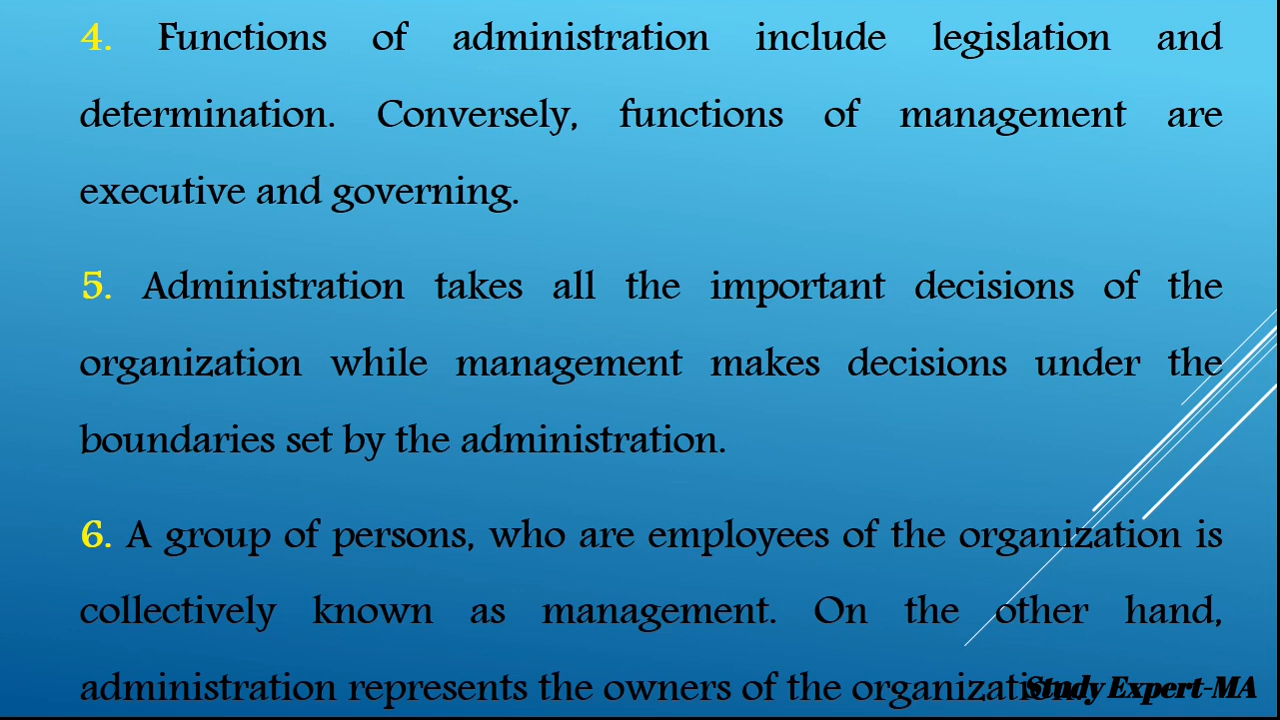 4. Functions of administration include legislation and
determination. Conversely, functions of management are
executive and governing.
5. Administration takes all the important decisions of the
organization while management makes decisions under the
boundaries set by the administration.
6. A group of persons, who are employees of the organization is
collectively known as management. On the other hand,
administration represents the owners of the organization.
Study Expert-MA